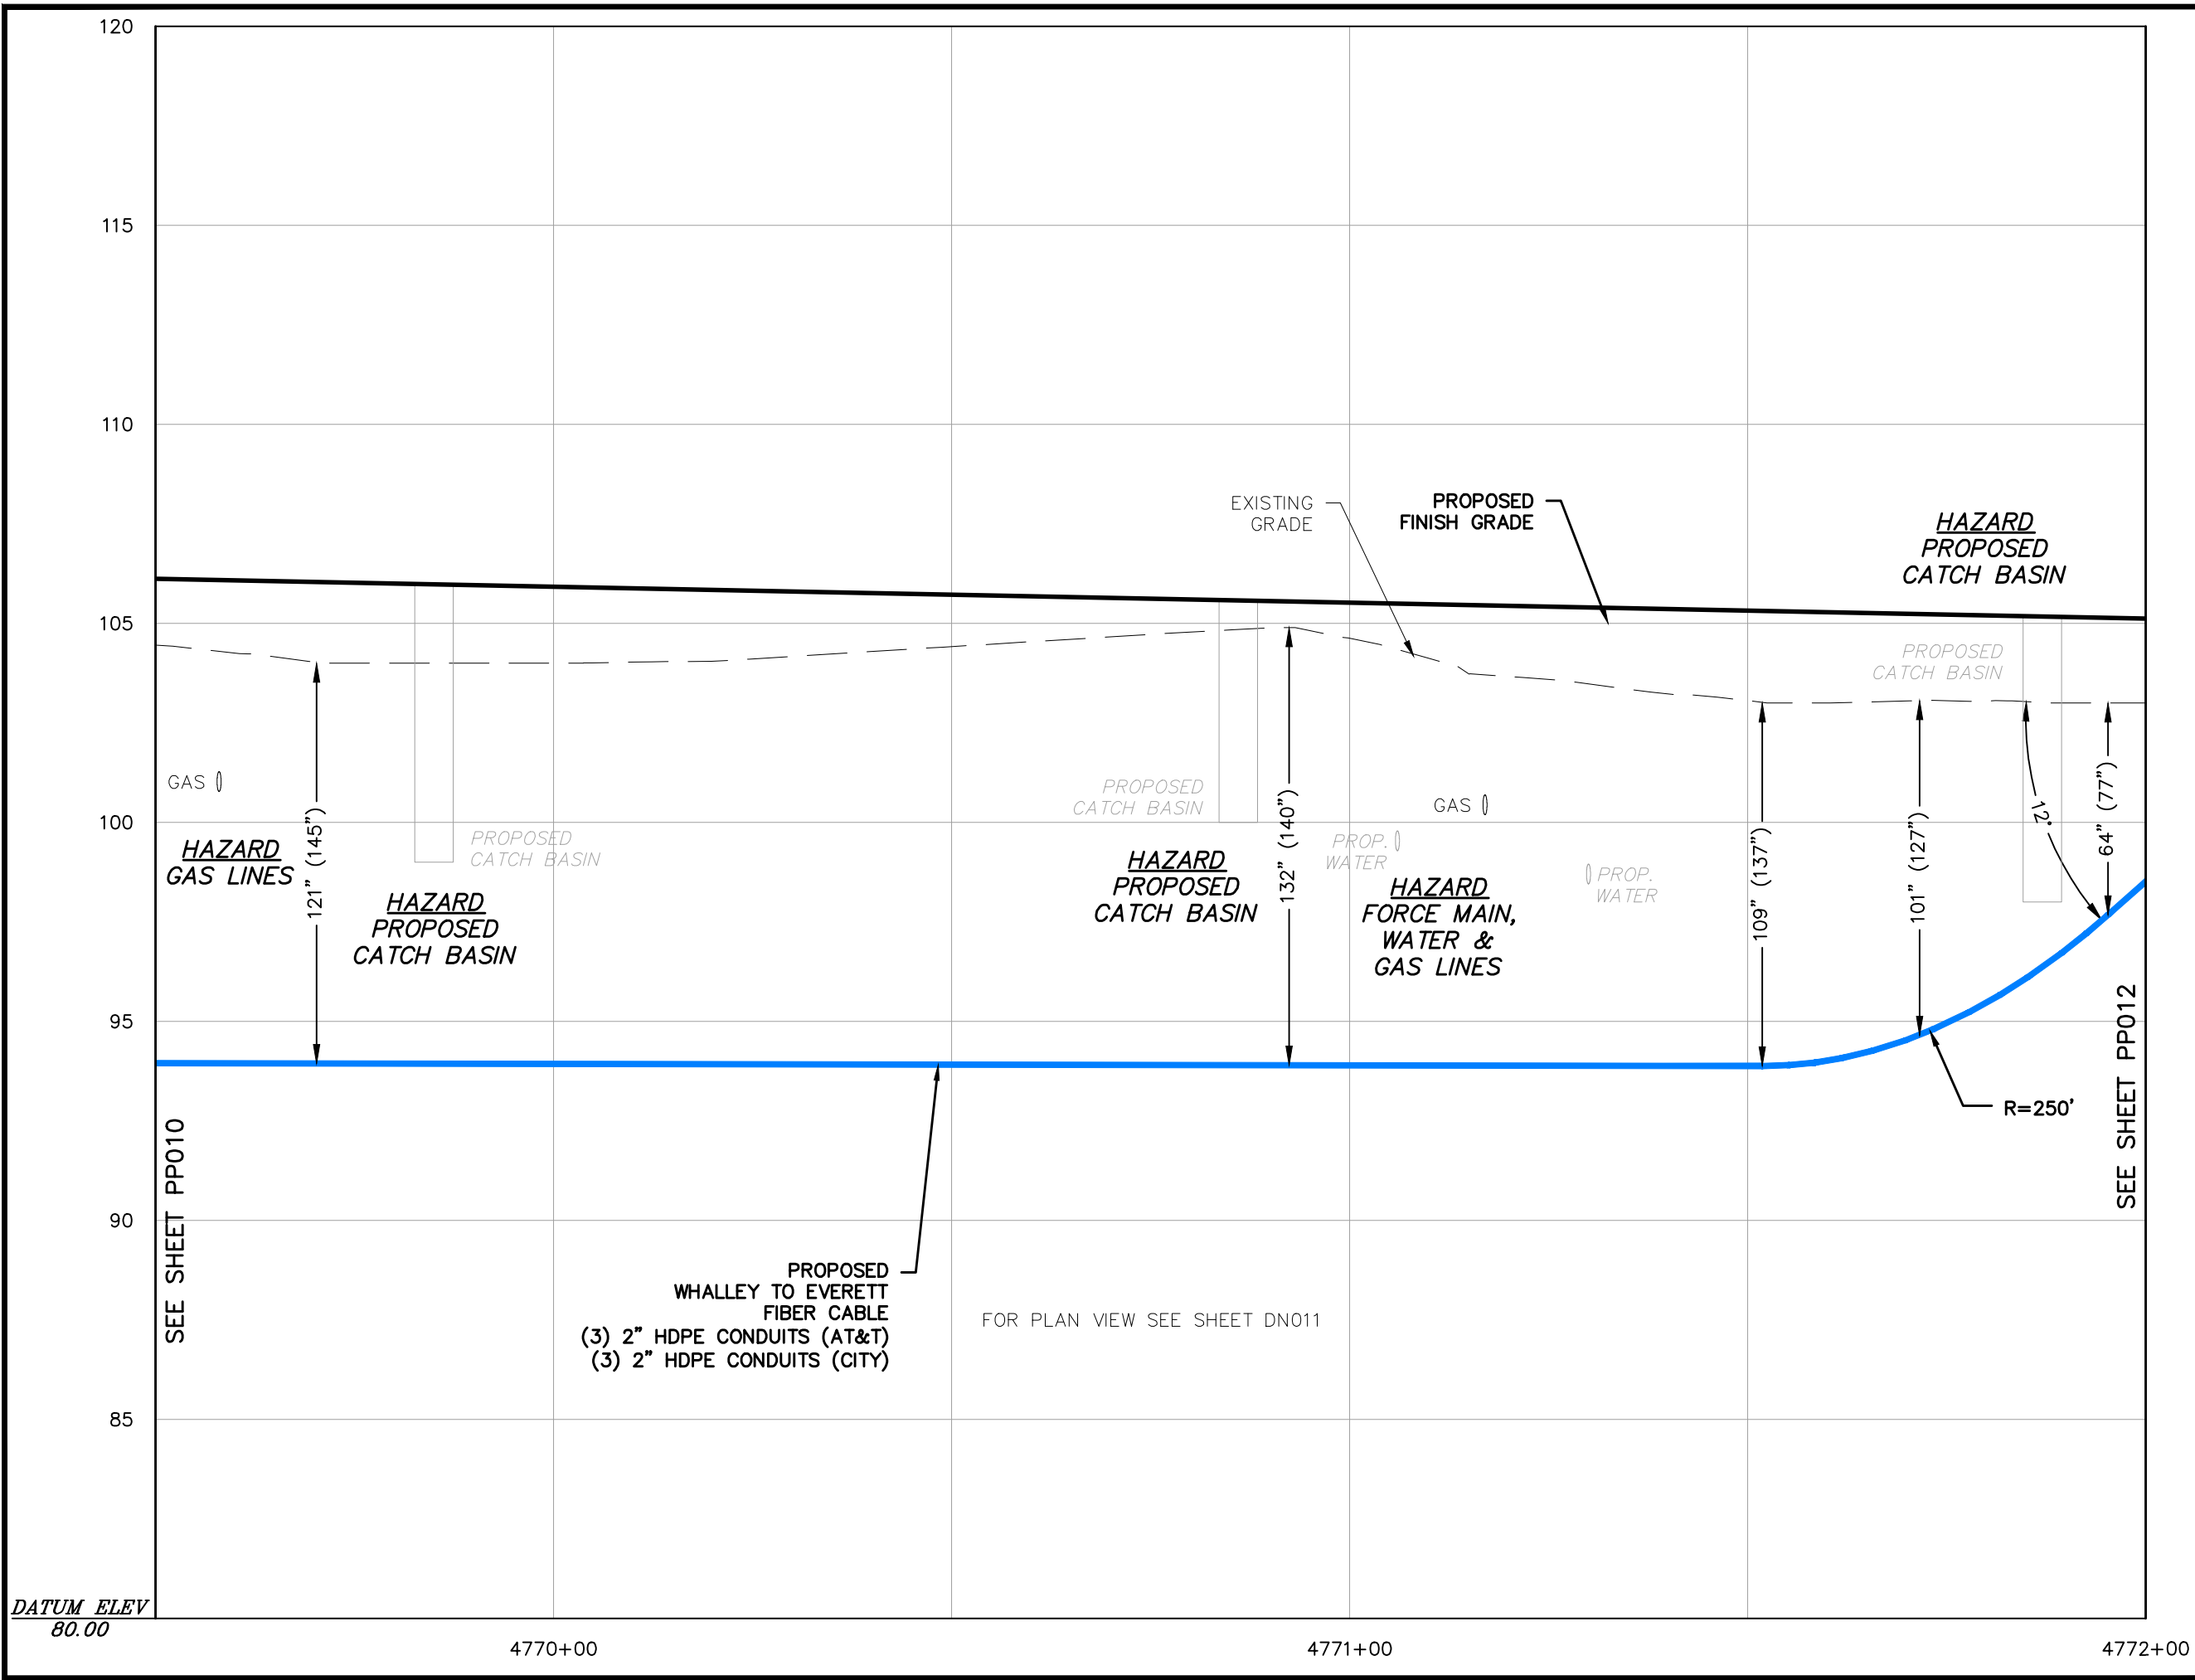 120
115
110
EXISTING
GRADE
PROPOSED
FINISH GRADE
HAZARD
PROPOSED
CATCH BASIN
105
PROPOSED
CATCH BASIN
GAS
PROPOSED
CATCH BASIN
GAS
100
121" (145")
132" (140")
109" (137")
101" (127")
12°
64" (77")
HAZARD
GAS LINES
PROPOSED
CATCH BASIN
HAZARD
PROPOSED
CATCH BASIN
HAZARD
PROPOSED
CATCH BASIN
PROP.
WATER
HAZARD
FORCE MAIN,
WATER &
GAS LINES
PROP.
WATER
95
R=250'
SEE SHEET PP010
SEE SHEET PP012
90
PROPOSED
WHALLEY TO EVERETT
FIBER CABLE
(3) 2" HDPE CONDUITS (AT&T)
(3) 2" HDPE CONDUITS (CITY)
FOR PLAN VIEW SEE SHEET DN011
85
DATUM ELEV
80.00
4770+00
4771+00
4772+00